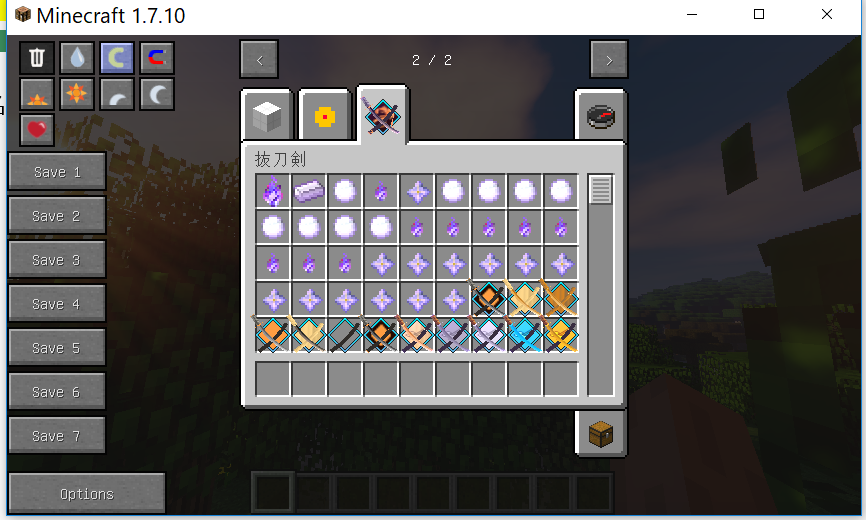 Minecraft 1.7.10
2 / 2
抜刀剣
Save 1
Save 2
Save 3
Save 4
Save 5
Save 6
Save 7
Options